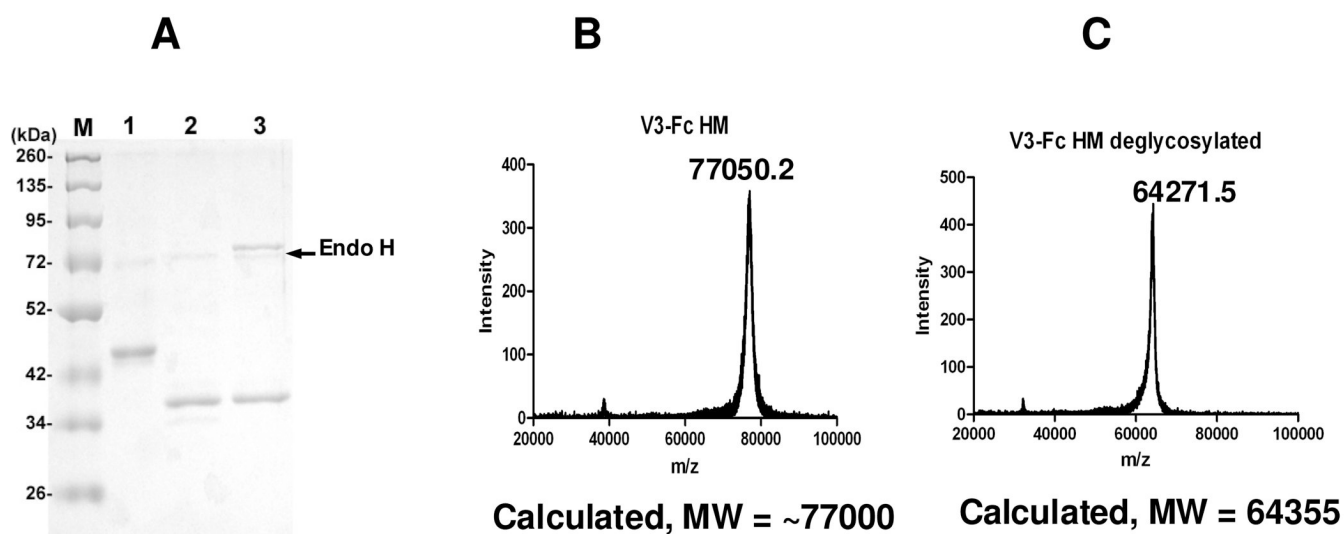 A
B
C
(kDa) M 1 2 3
260-
135-
95-
72-
52-
42-
34-
26-
Endo H
V3-Fc HM
77050.2
400
300
200
100
0
Intensity
20000 40000 60000 80000 100000
m/z
Calculated, MW = ~77000
V3-Fc HM deglycosylated
64271.5
500
400
300
200
100
0
Intensity
20000 40000 60000 80000 100000
m/z
Calculated, MW = 64355